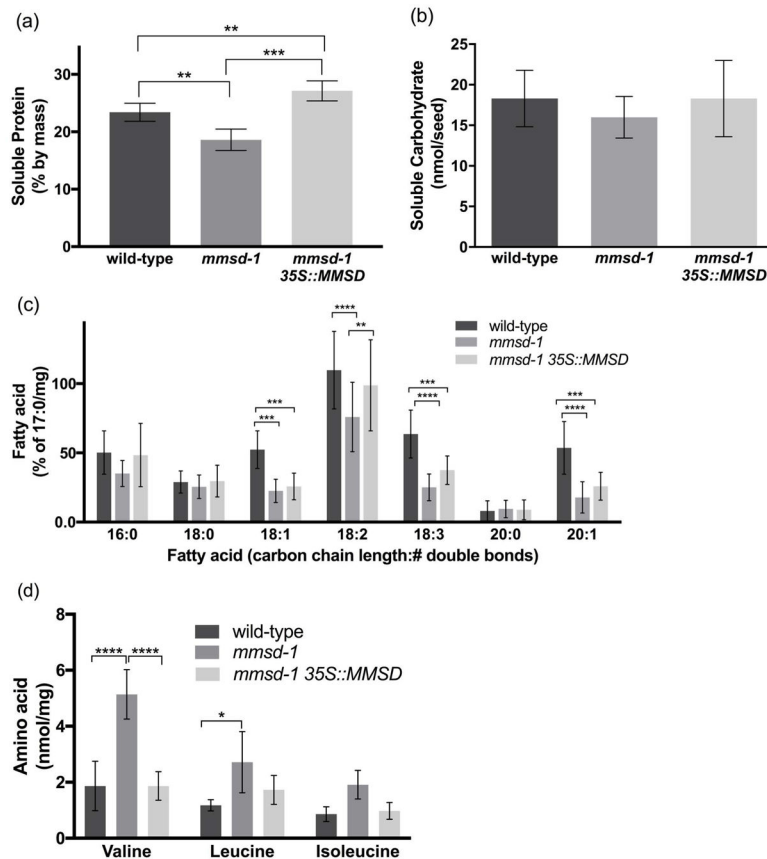 (a)
** 
** ***
30
20
10
0
Soluble Protein
(% by mass)
wild-type mmsd-1 mmsd-1
35S::MMSD
(b)
25
20
15
10
5
0
Soluble Carbohydrate
(nmol/seed)
wild-type mmsd-1 mmsd-1
35S::MMSD
(c)
wild-type
mmsd-1
mmsd-1 35S::MMSD
****
**
***
***
***
****
***
****
100
50
0.0
Fatty acid
(% of 17:0/mg)
16:0 18:0 18:1 18:2 18:3 20:0 20:1
Fatty acid (carbon chain length:# double bonds)
(d)
wild-type
mmsd-1
mmsd-1 35S::MMSD
**** ****
*
8
6
4
2
0
Amino acid
(nmol/mg)
Valine Leucine Isoleucine